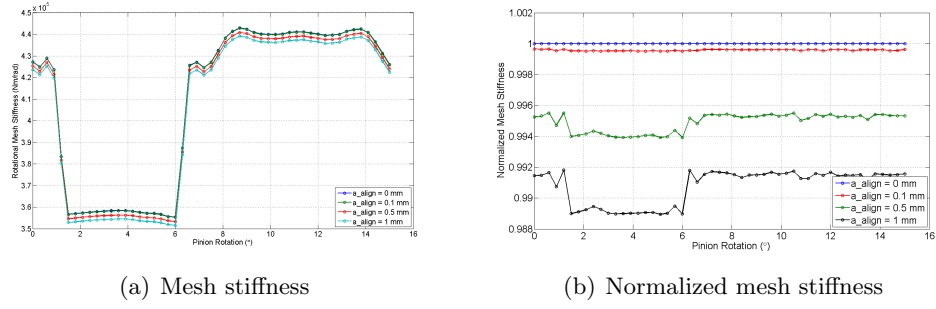 x 10^5
4.5
4.4
4.3
4.2
4.1
4
3.9
3.8
3.7
3.6
3.5
Rotational Mesh Stiffness (Nm/rad)
0 2 4 6 8 10 12 14 16
Pinion Rotation (°)
a_align = 0 mm
a_align = 0.1 mm
a_align = 0.5 mm
a_align = 1 mm
(a) Mesh stiffness
1.002
1
0.998
0.996
0.994
0.992
0.99
0.988
Normalized Mesh Stiffness
0 2 4 6 8 10 12 14 16
Pinion Rotation (°)
a_align = 0 mm
a_align = 0.1 mm
a_align = 0.5 mm
a_align = 1 mm
(b) Normalized mesh stiffness